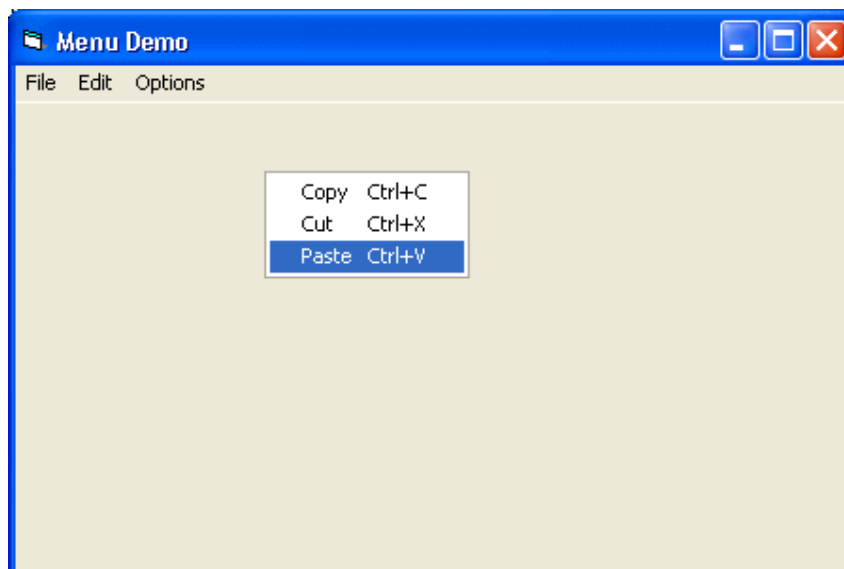 Menu Demo
File Edit Options
Copy Ctrl+C
Cut Ctrl+X
Paste Ctrl+V